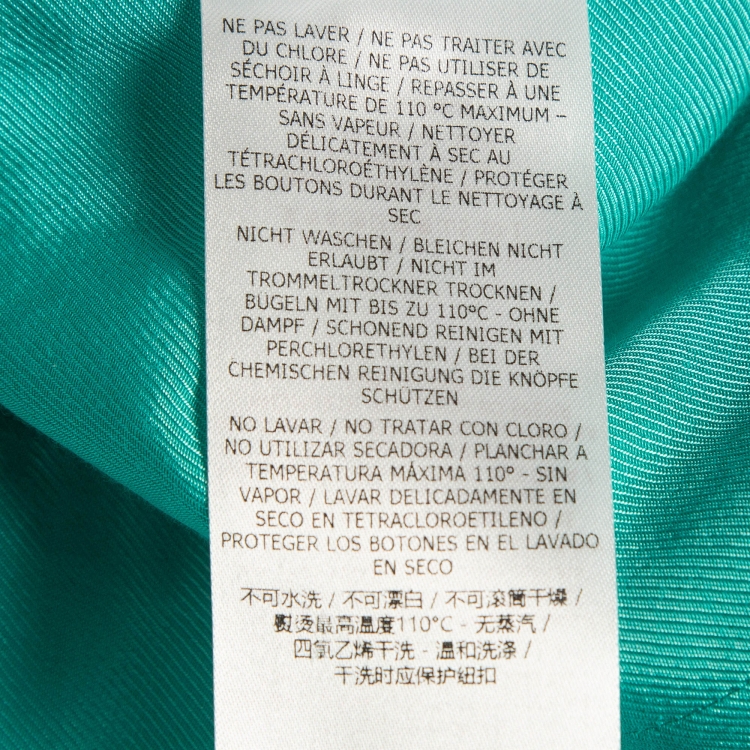 NE PAS LAVER / NE PAS TRAITER AVEC
DU CHLORE / NE PAS UTILISER DE
SÉCHOIR À LINGE / REPASSER À UNE
TEMPÉRATURE DE 110 ºC MAXIMUM –
SANS VAPEUR / NETTOYER
DÉLICATEMENT À SEC AU
TÉTRACHLOROÉTHYLÈNE / PROTÉGER
LES BOUTONS DURANT LE NETTOYAGE À
SEC
NICHT WASCHEN / BLEICHEN NICHT
ERLAUBT / NICHT IM
TROMMELTROCKNER TROCKNEN /
BÜGELN MIT BIS ZU 110ºC - OHNE
DAMPF / SCHONEND REINIGEN MIT
PERCHLORETHYLEN / BEI DER
CHEMISCHEN REINIGUNG DIE KNÖPFE
SCHÜTZEN
NO LAVAR / NO TRATAR CON CLORO /
NO UTILIZAR SECADORA / PLANCHAR A
TEMPERATURA MÁXIMA 110º - SIN
VAPOR / LAVAR DELICADAMENTE EN
SECO EN TETRACLOROETILENO /
PROTEGER LOS BOTONES EN EL LAVADO
EN SECO
不可水洗 / 不可漂白 / 不可滚筒干燥 /
熨烫最高温度110°C - 无蒸汽 /
四氯乙烯干洗 - 温和洗涤 /
干洗时应保护纽扣